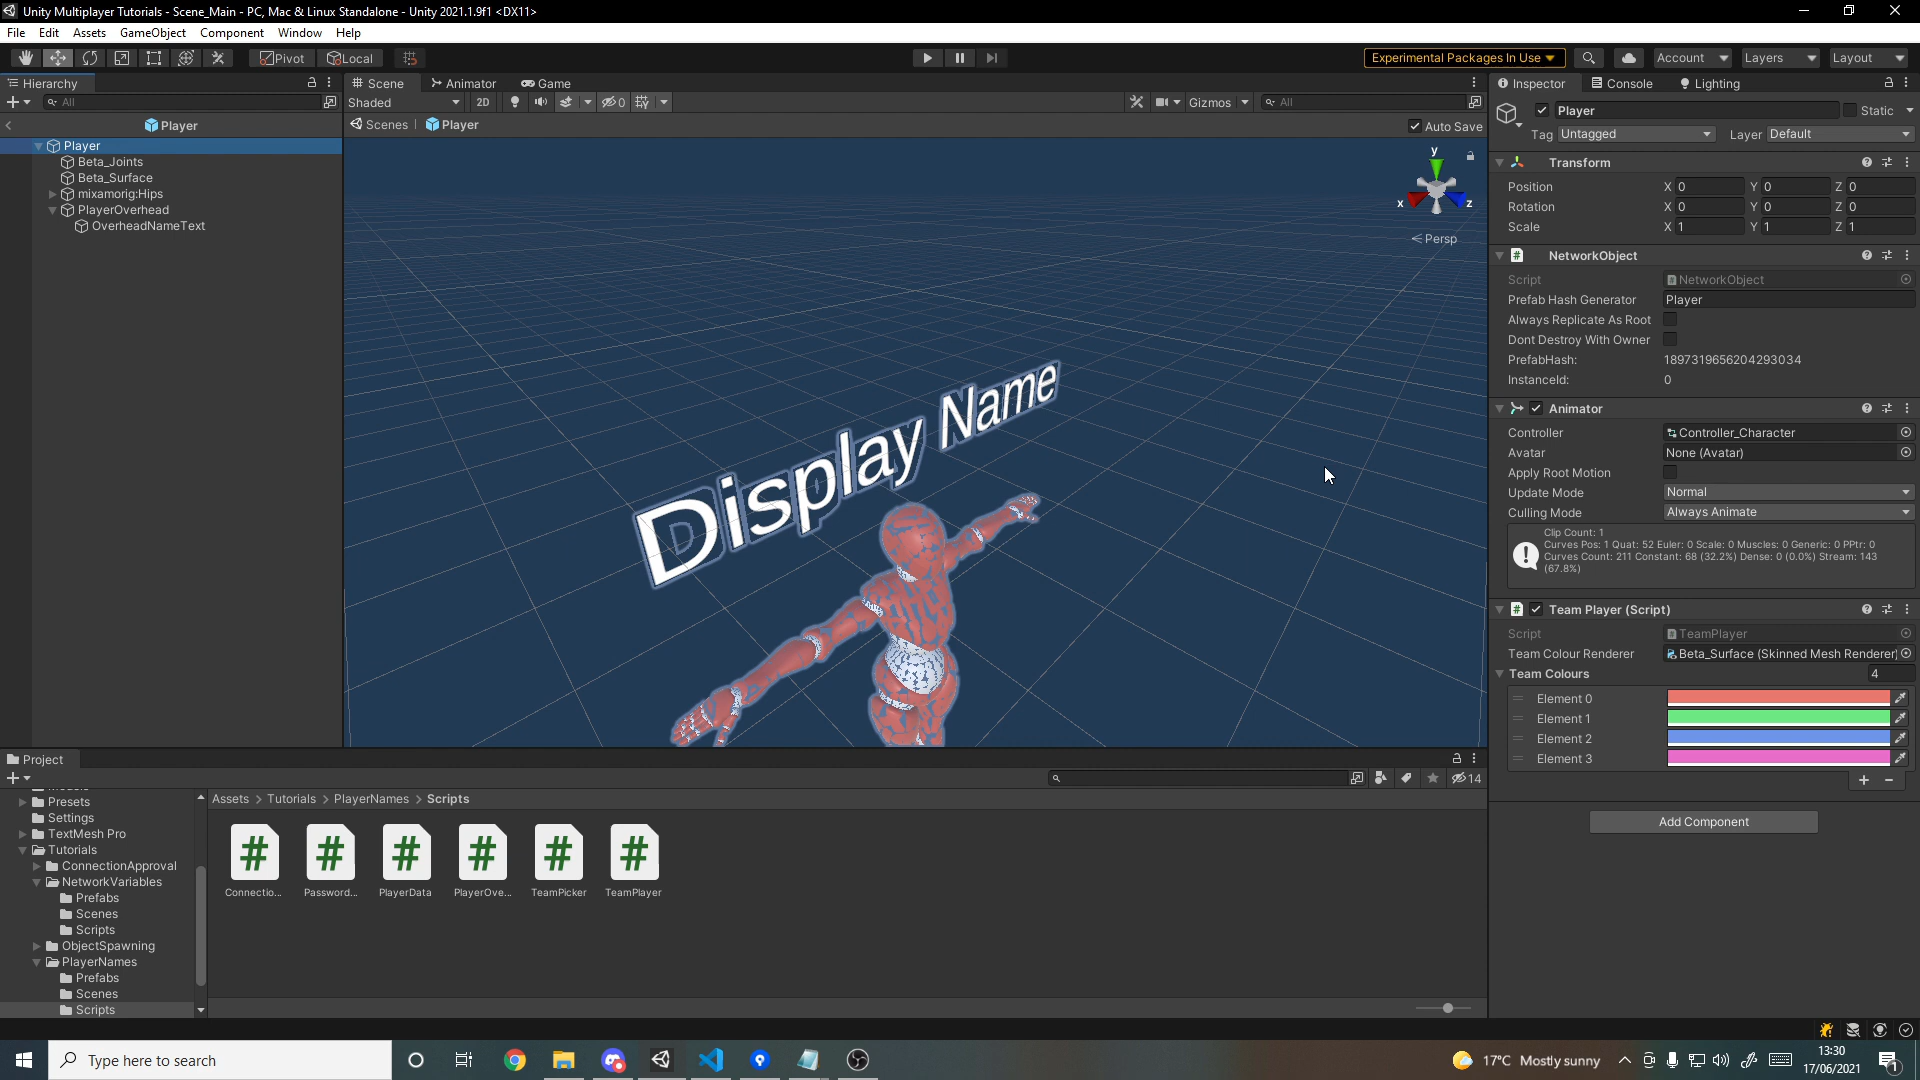 Unity Multiplayer Tutorials - Scene_Main - PC, Mac & Linux Standalone - Unity 2021.1.9f1 <DX11>
File Edit Assets GameObject Component Window Help
Pivot Local Experimental Packages In Use Account Layers Layout
Hierarchy
All
Player
Player
Beta_Joints
Beta_Surface
mixamorig:Hips
PlayerOverhead
OverheadNameText
Scene Animator Game
Shaded 2D 0 Gizmos All
Scenes Player Auto Save
y
x z
Persp
Display Name
Inspector Console Lighting
Player Static
Tag Untagged Layer Default
Transform
Position X 0 Y 0 Z 0
Rotation X 0 Y 0 Z 0
Scale X 1 Y 1 Z 1
# NetworkObject
Script NetworkObject
Prefab Hash Generator Player
Always Replicate As Root
Dont Destroy With Owner
PrefabHash: 1897319656204293034
InstanceId: 0
Animator
Controller Controller_Character
Avatar None (Avatar)
Apply Root Motion
Update Mode Normal
Culling Mode Always Animate
Clip Count: 1
Curves Pos: 1 Quat: 52 Euler: 0 Scale: 0 Muscles: 0 Generic: 0 PPtr: 0
Curves Count: 211 Constant: 68 (32.2%) Dense: 0 (0.0%) Stream: 143
(67.8%)
# Team Player (Script)
Script TeamPlayer
Team Colour Renderer Beta_Surface (Skinned Mesh Renderer)
Team Colours 4
Element 0
Element 1
Element 2
Element 3
Add Component
Project
14
Presets
Settings
TextMesh Pro
Tutorials
ConnectionApproval
NetworkVariables
Prefabs
Scenes
Scripts
ObjectSpawning
PlayerNames
Prefabs
Scenes
Scripts
Assets > Tutorials > PlayerNames > Scripts
# # # # # #
Connectio... Password... PlayerData PlayerOve... TeamPicker TeamPlayer
Type here to search
17°C Mostly sunny
13:30
17/06/2021
1